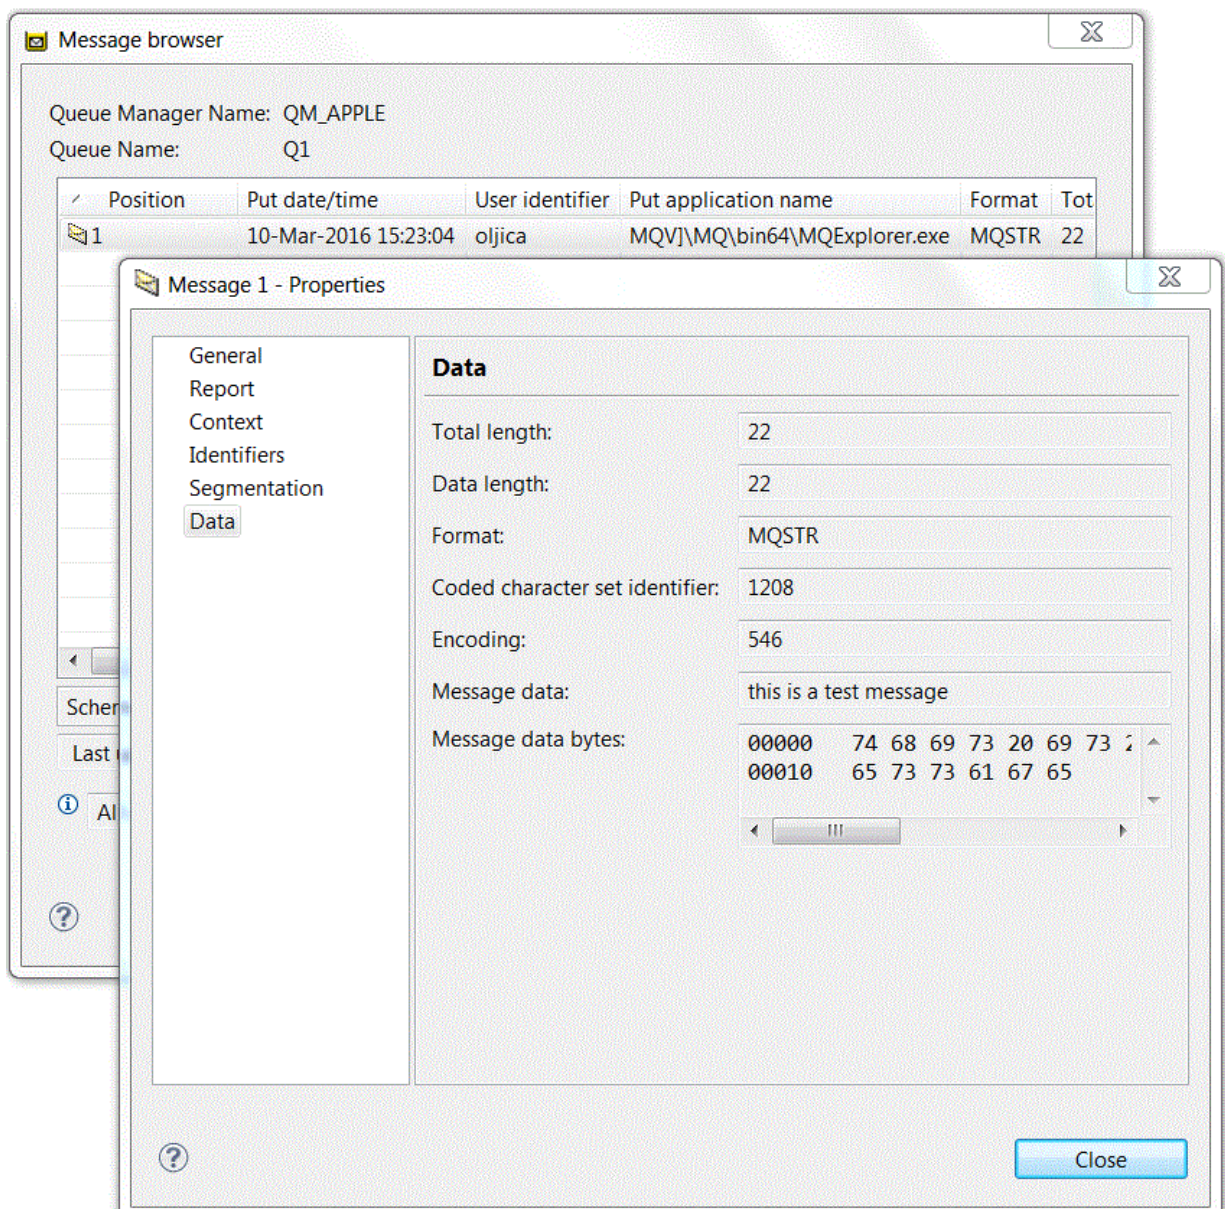 Message browser
Queue Manager Name: QM_APPLE
Queue Name: Q1
Position Put date/time User identifier Put application name Format Tot
1 10-Mar-2016 15:23:04 oljica MQV]\MQ\bin64\MQExplorer.exe MQSTR 22
Message 1 - Properties
General
Report
Context
Identifiers
Segmentation
Data
Data
Total length: 22
Data length: 22
Format: MQSTR
Coded character set identifier: 1208
Encoding: 546
Message data: this is a test message
Message data bytes: 00000 74 68 69 73 20 69 73
00010 65 73 73 61 67 65
Scher
Last
Al
Close